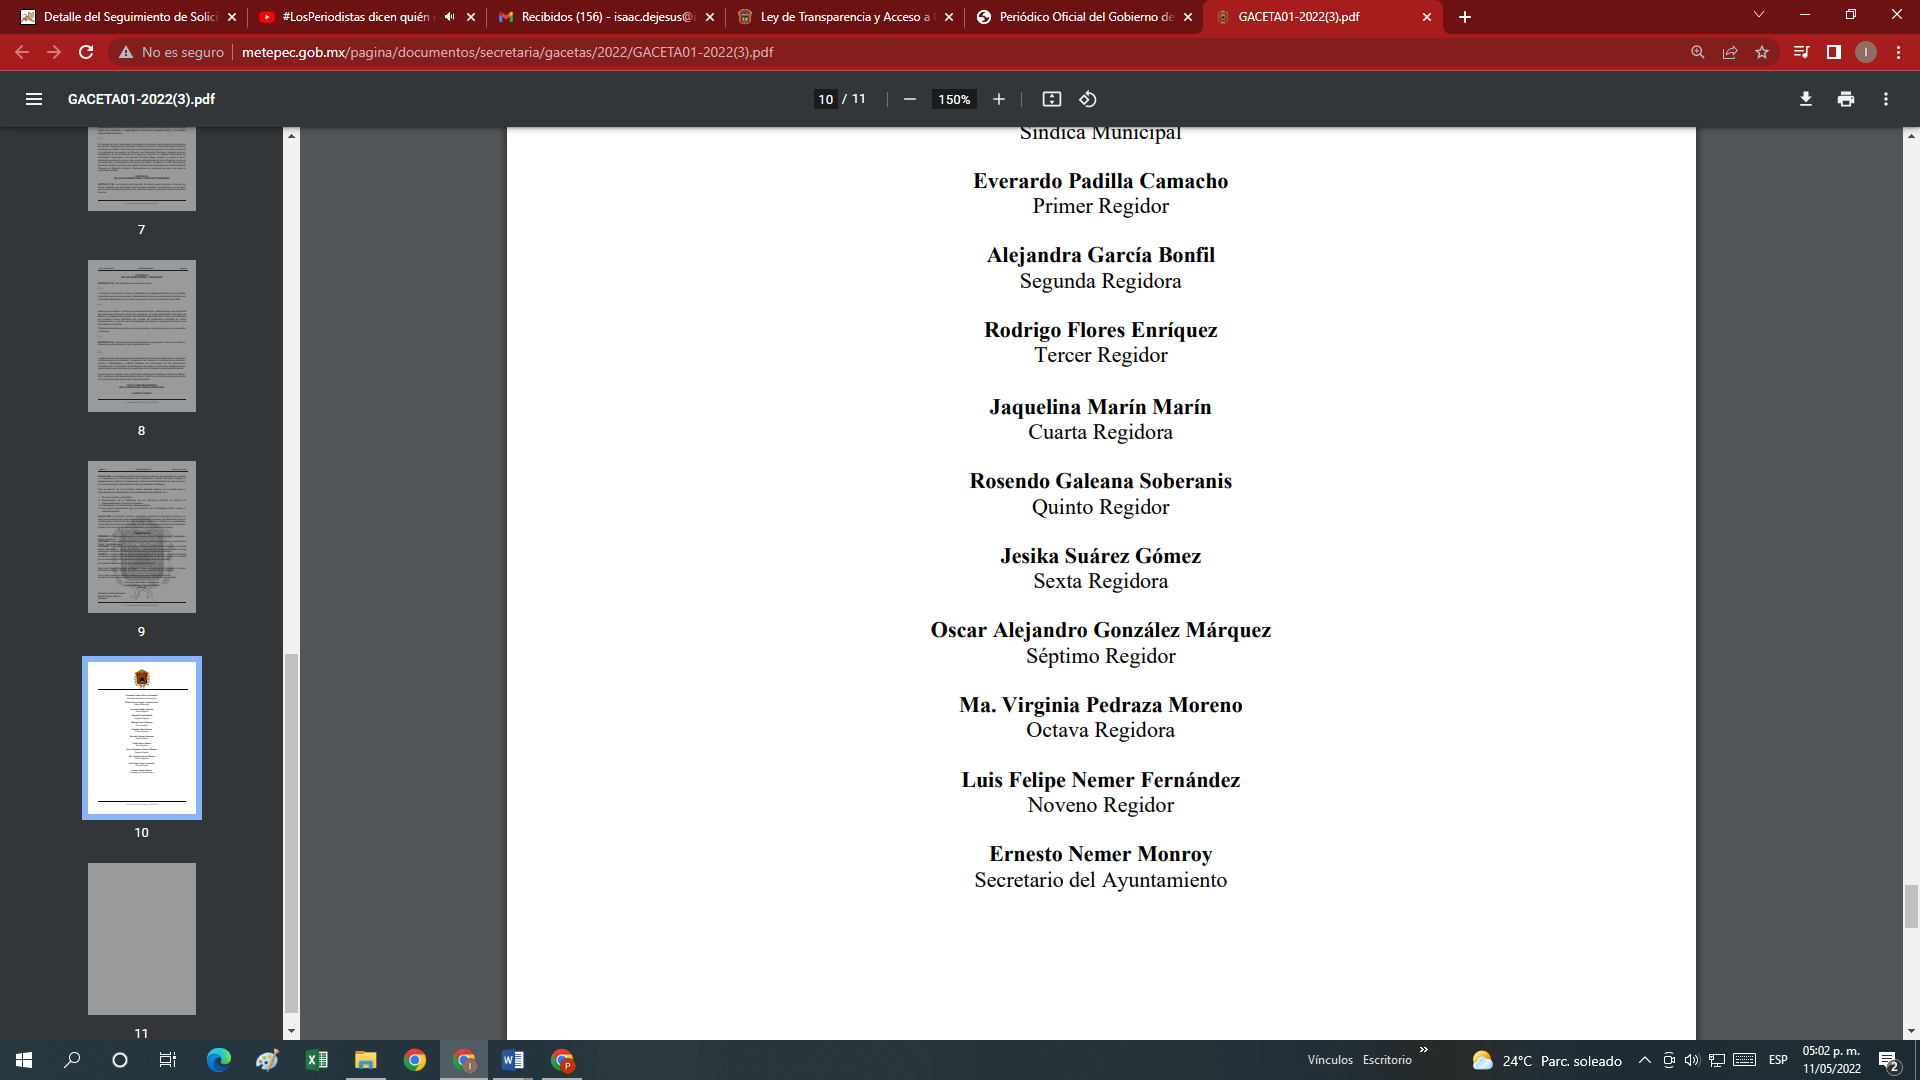 Detalle del Seguimiento de Solici
#LosPeriodistas dicen quién
Recibidos (156) - isaac.dejesus@i
Ley de Transparencia y Acceso a
Periódico Oficial del Gobierno de
GACETA01-2022(3).pdf
No es seguro
metepec.gob.mx/pagina/documentos/secretaria/gacetas/2022/GACETA01-2022(3).pdf
I
GACETA01-2022(3).pdf
10 / 11
150%
7
8
9
10
11
Síndica Municipal
Everardo Padilla Camacho
Primer Regidor
Alejandra García Bonfil
Segunda Regidora
Rodrigo Flores Enríquez
Tercer Regidor
Jaquelina Marín Marín
Cuarta Regidora
Rosendo Galeana Soberanis
Quinto Regidor
Jesika Suárez Gómez
Sexta Regidora
Oscar Alejandro González Márquez
Séptimo Regidor
Ma. Virginia Pedraza Moreno
Octava Regidora
Luis Felipe Nemer Fernández
Noveno Regidor
Ernesto Nemer Monroy
Secretario del Ayuntamiento
Vínculos
Escritorio
24°C Parc. soleado
ESP
05:02 p. m.
11/05/2022
2